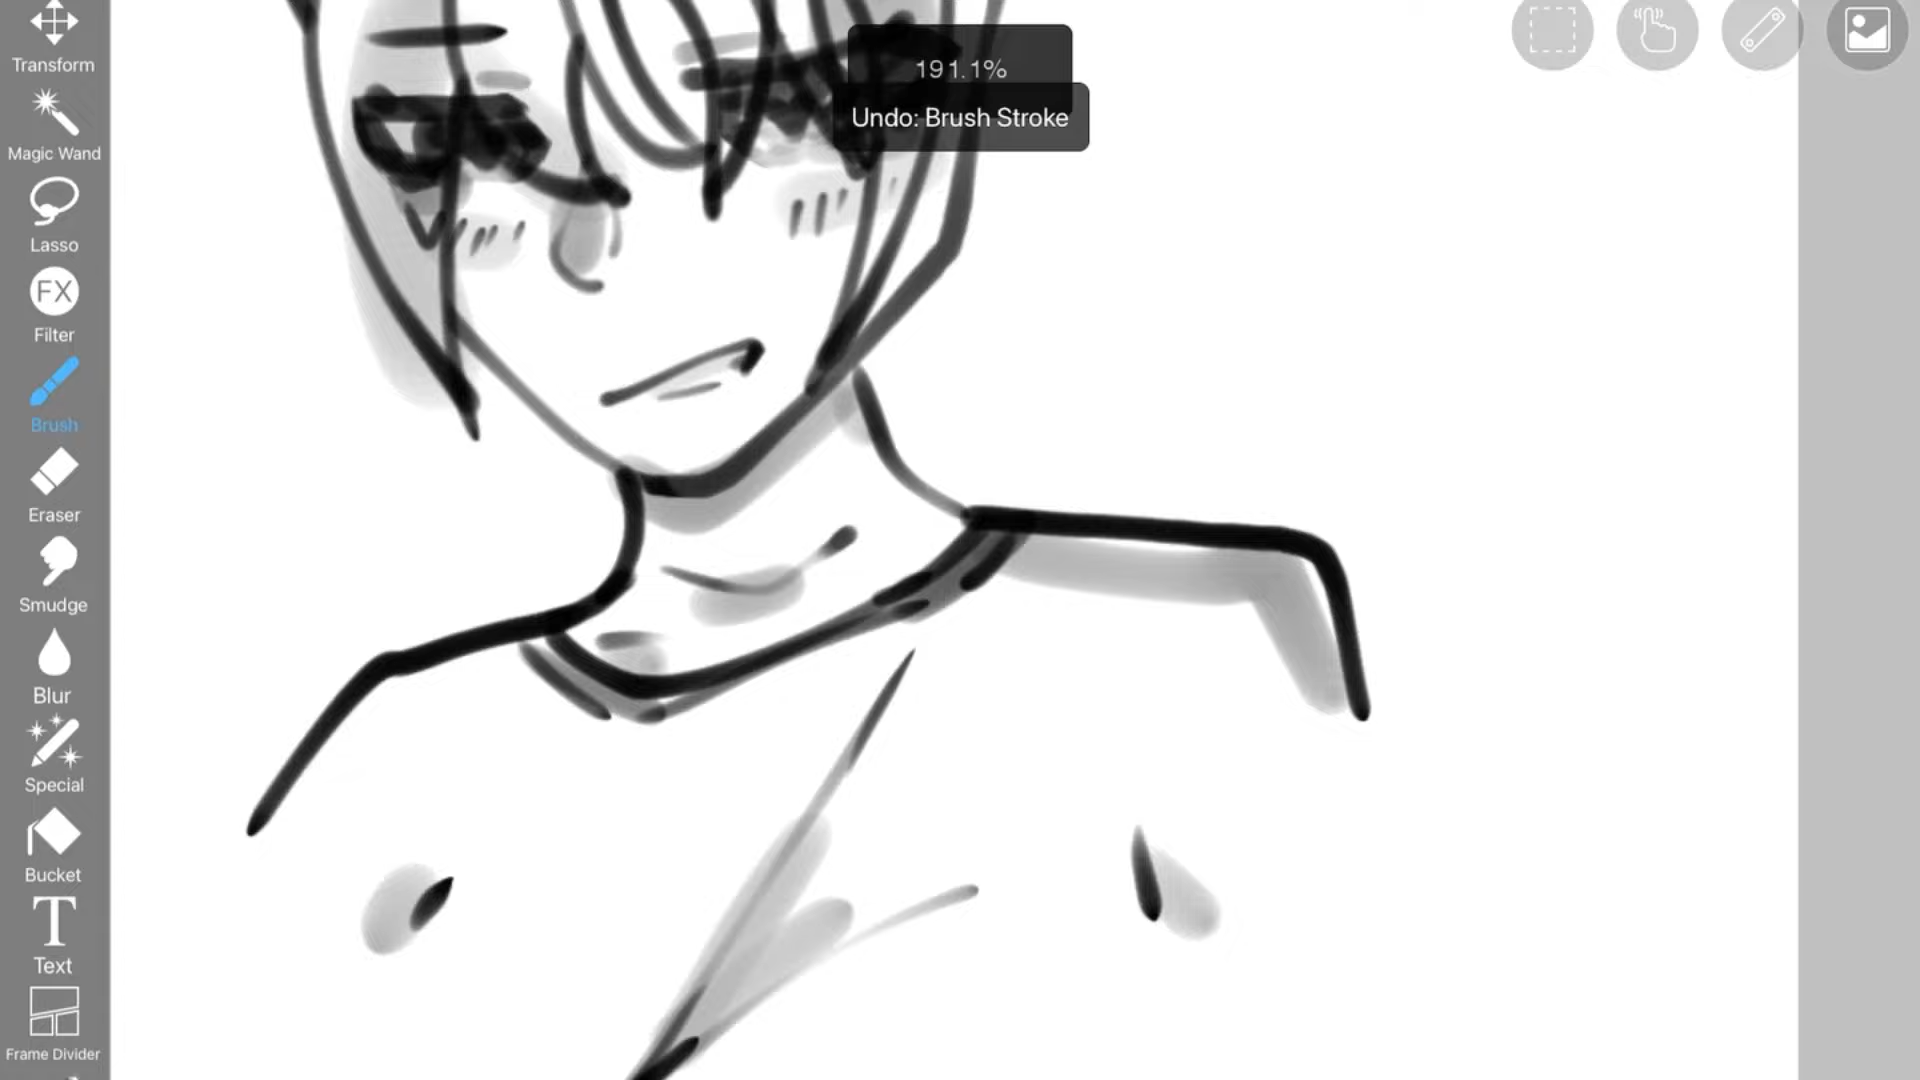 Transform
Magic Wand
Lasso
FX
Filter
Brush
Eraser
Smudge
Blur
Special
Bucket
T
Text
Frame Divider
191.1%
Undo: Brush Stroke